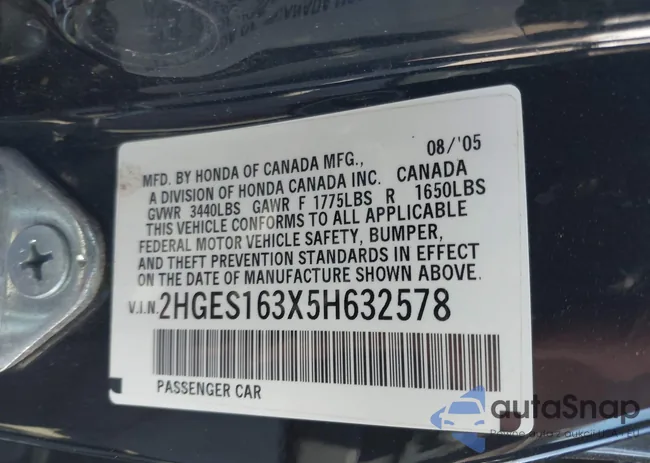 08/'05
MFD. BY HONDA OF CANADA MFG.,
A DIVISION OF HONDA CANADA INC. CANADA
GVWR 3440LBS GAWR F 1775LBS R 1650LBS
THIS VEHICLE CONFORMS TO ALL APPLICABLE
FEDERAL MOTOR VEHICLE SAFETY, BUMPER,
AND THEFT PREVENTION STANDARDS IN EFFECT
ON THE DATE OF MANUFACTURE SHOWN ABOVE.
V.I.N. 2HGES163X5H632578
PASSENGER CAR
autaSnap